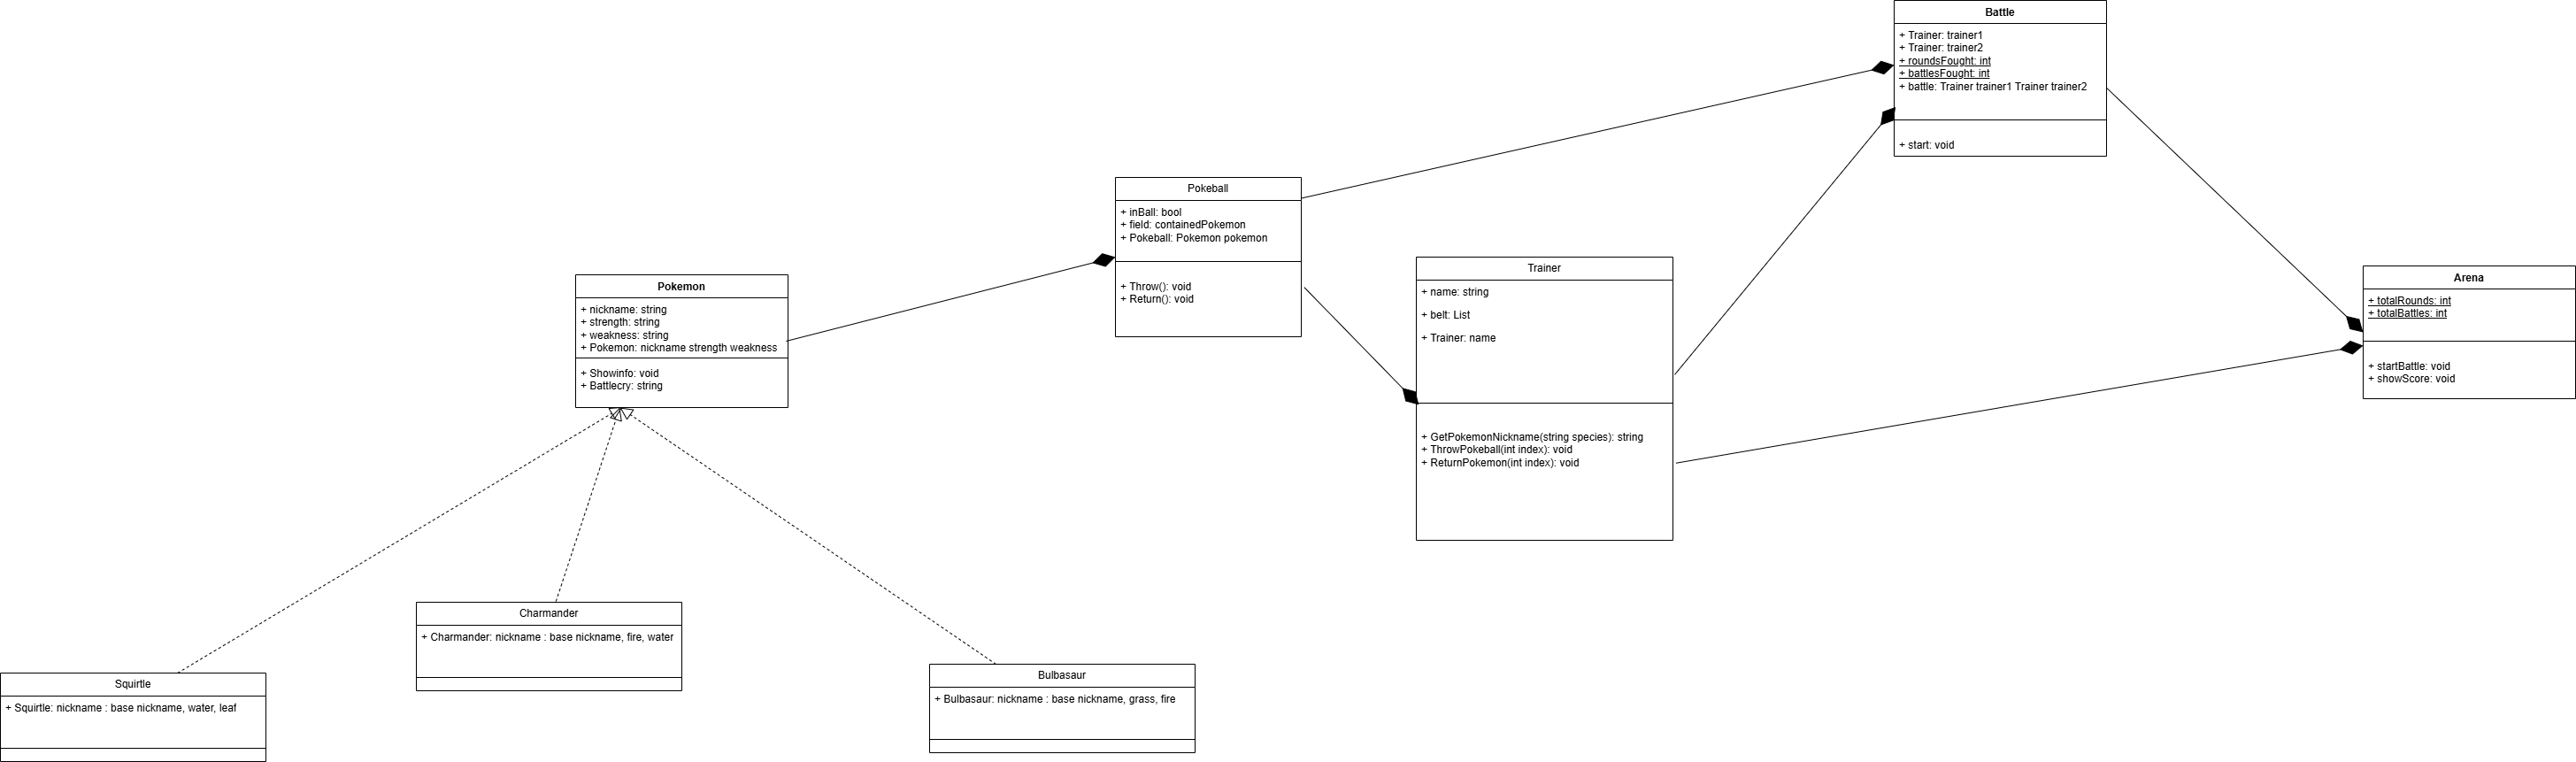 Battle
+ Trainer: trainer1
+ Trainer: trainer2
+ roundsFought: int
+ battlesFought: int
+ battle: Trainer trainer1 Trainer trainer2
+ start: void
Pokeball
+ inBall: bool
+ field: containedPokemon
+ Pokeball: Pokemon pokemon
+ Throw(): void
+ Return(): void
Trainer
+ name: string
+ belt: List
+ Trainer: name
+ GetPokemonNickname(string species): string
+ ThrowPokeball(int index): void
+ ReturnPokemon(int index): void
Arena
+ totalRounds: int
+ totalBattles: int
+ startBattle: void
+ showScore: void
Pokemon
+ nickname: string
+ strength: string
+ weakness: string
+ Pokemon: nickname strength weakness
+ Showinfo: void
+ Battlecry: string
Charmander
+ Charmander: nickname : base nickname, fire, water
Bulbasaur
+ Bulbasaur: nickname : base nickname, grass, fire
Squirtle
+ Squirtle: nickname : base nickname, water, leaf